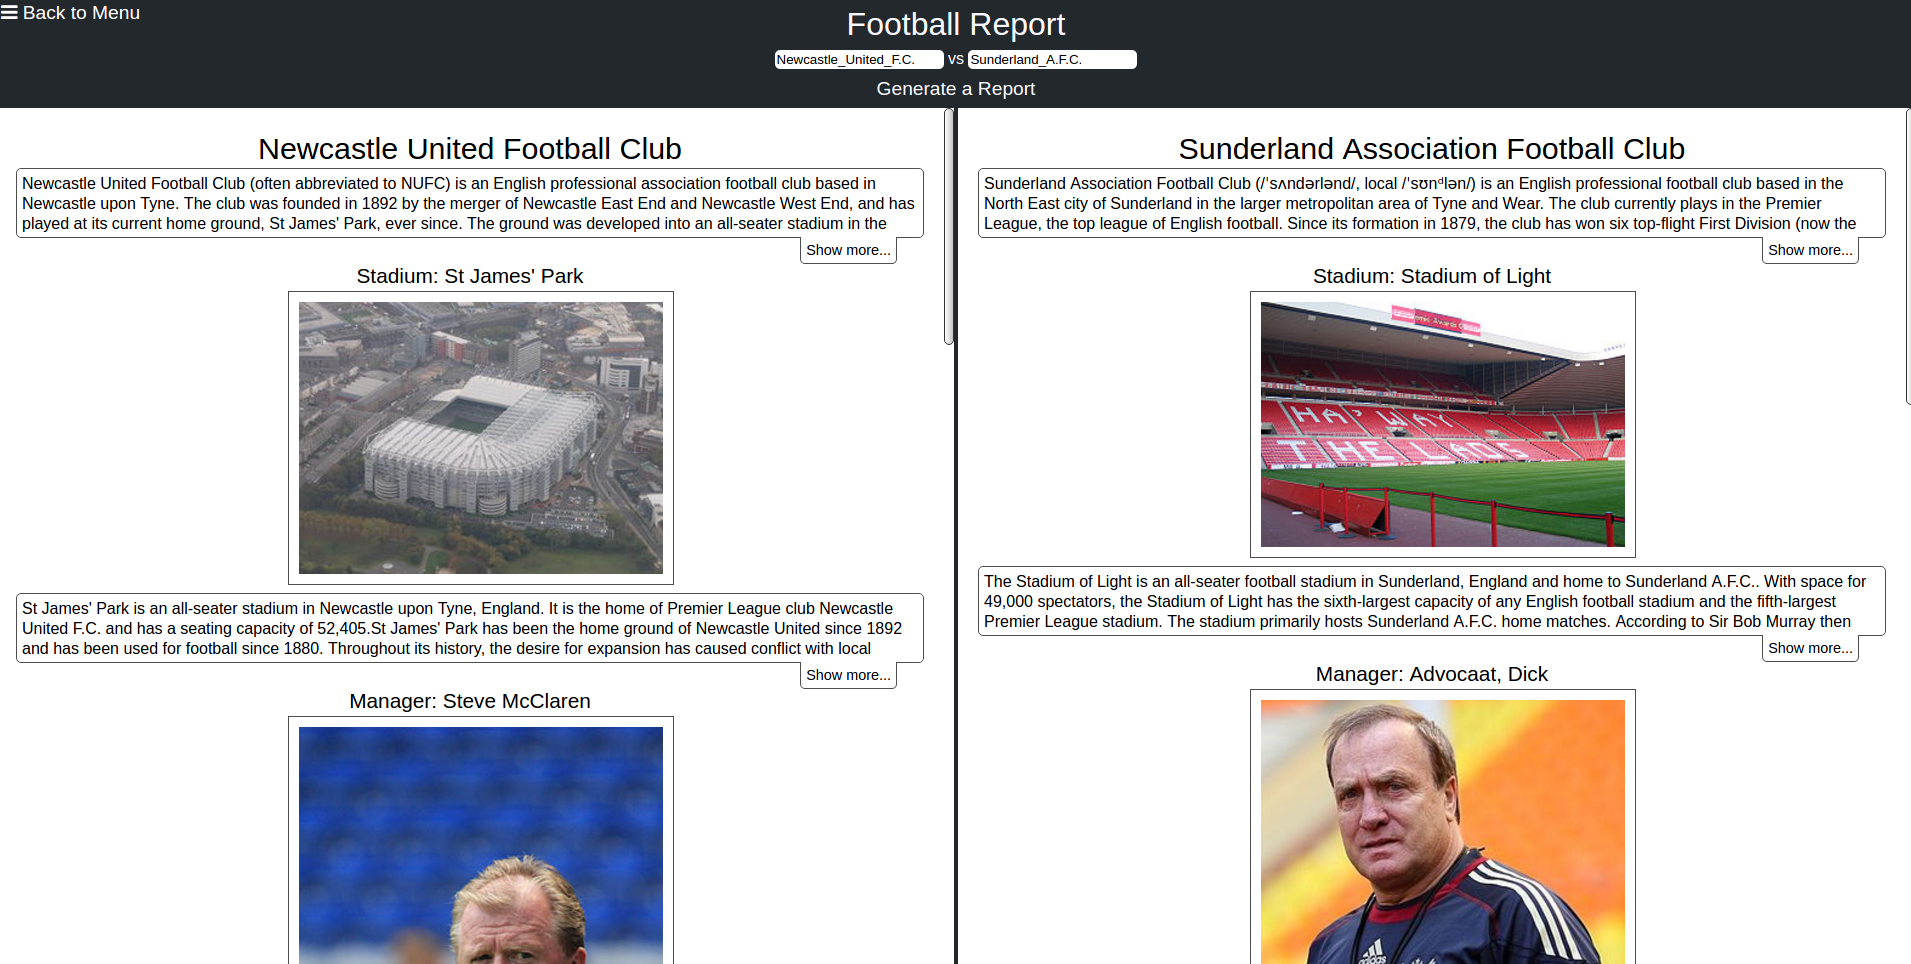 Back to Menu
Football Report
Newcastle_United_F.C. vs Sunderland_A.F.C.
Generate a Report
Newcastle United Football Club
Newcastle United Football Club (often abbreviated to NUFC) is an English professional association football club based in
Newcastle upon Tyne. The club was founded in 1892 by the merger of Newcastle East End and Newcastle West End, and has
played at its current home ground, St James' Park, ever since. The ground was developed into an all-seater stadium in the
Show more...
Stadium: St James' Park
St James' Park is an all-seater stadium in Newcastle upon Tyne, England. It is the home of Premier League club Newcastle
United F.C. and has a seating capacity of 52,405.St James' Park has been the home ground of Newcastle United since 1892
and has been used for football since 1880. Throughout its history, the desire for expansion has caused conflict with local
Show more...
Manager: Steve McClaren
Sunderland Association Football Club
Sunderland Association Football Club (/ˈsʌndərlənd/, local /ˈsʊnᵈlən/) is an English professional football club based in the
North East city of Sunderland in the larger metropolitan area of Tyne and Wear. The club currently plays in the Premier
League, the top league of English football. Since its formation in 1879, the club has won six top-flight First Division (now the
Show more...
Stadium: Stadium of Light
HA'WAY
THE LADS
The Stadium of Light is an all-seater football stadium in Sunderland, England and home to Sunderland A.F.C.. With space for
49,000 spectators, the Stadium of Light has the sixth-largest capacity of any English football stadium and the fifth-largest
Premier League stadium. The stadium primarily hosts Sunderland A.F.C. home matches. According to Sir Bob Murray then
Show more...
Manager: Advocaat, Dick
adidas